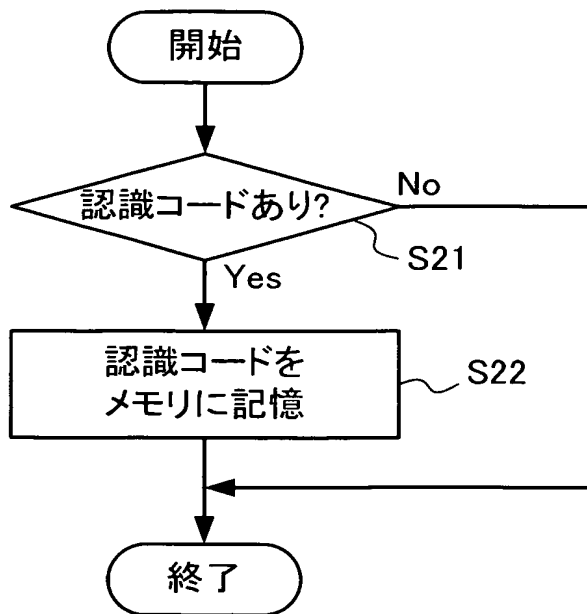 開始
認識コードあり?
No
S21
Yes
認識コードを
メモリに記憶
S22
終了